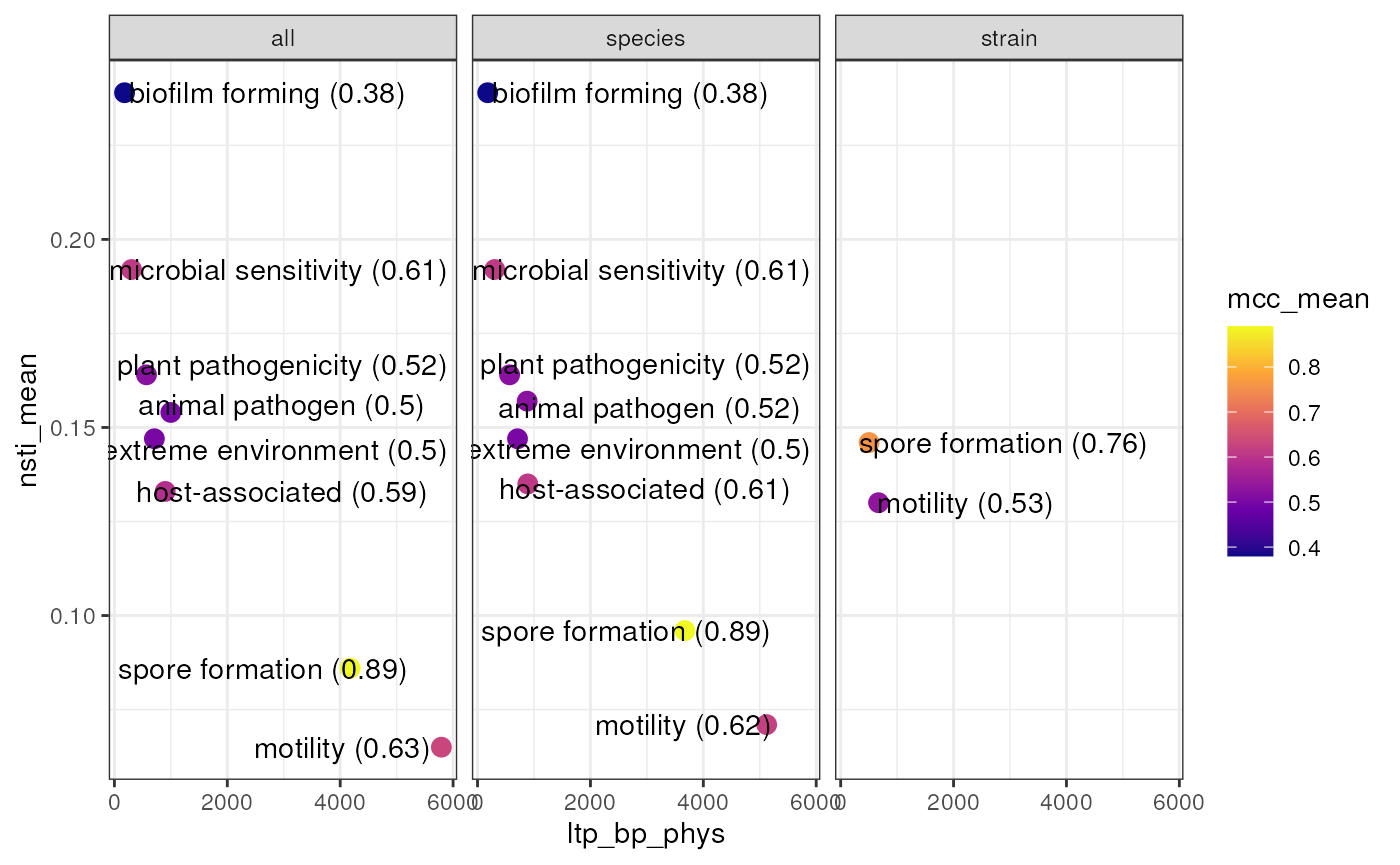 all
species
strain
biofilm forming (0.38)
microbial sensitivity (0.61)
plant pathogenicity (0.52)
animal pathogen (0.5)
extreme environment (0.5)
host-associated (0.59)
spore formation (0.89)
motility (0.63)
biofilm forming (0.38)
microbial sensitivity (0.61)
plant pathogenicity (0.52)
animal pathogen (0.52)
extreme environment (0.5)
host-associated (0.61)
spore formation (0.89)
motility (0.62)
spore formation (0.76)
motility (0.53)
0.20
0.15
0.10
nsti_mean
0 2000 4000 6000
0 2000 4000 6000
0 2000 4000 6000
ltp_bp_phys
mcc_mean
0.8
0.7
0.6
0.5
0.4